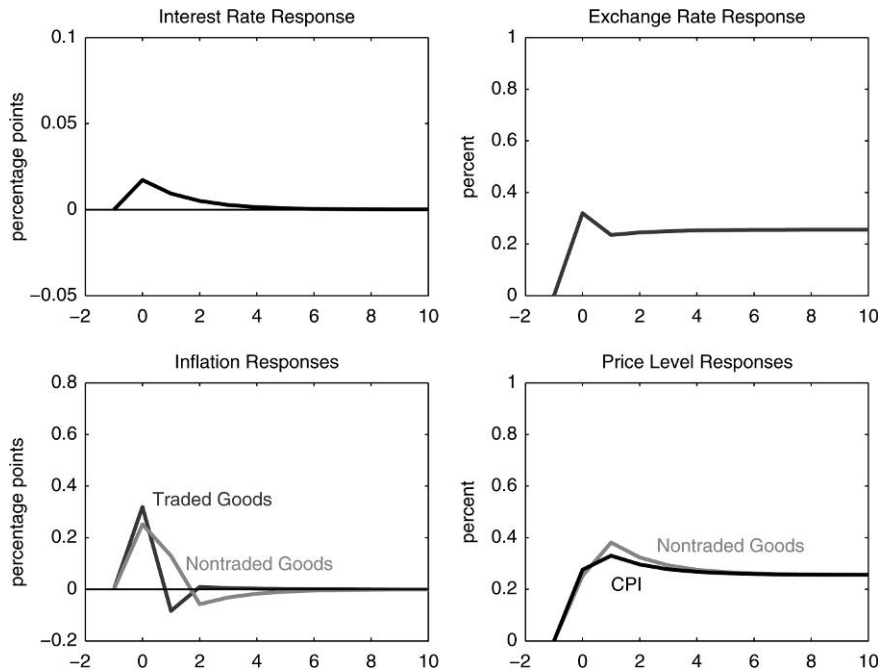 Interest Rate Response
0.1
0.05
0
−0.05
percentage points
−2 0 2 4 6 8 10
Exchange Rate Response
1
0.8
0.6
0.4
0.2
0
percent
−2 0 2 4 6 8 10
Inflation Responses
0.8
0.6
0.4
0.2
0
−0.2
percentage points
Traded Goods
Nontraded Goods
−2 0 2 4 6 8 10
Price Level Responses
1
0.8
0.6
0.4
0.2
0
percent
Nontraded Goods
CPI
−2 0 2 4 6 8 10